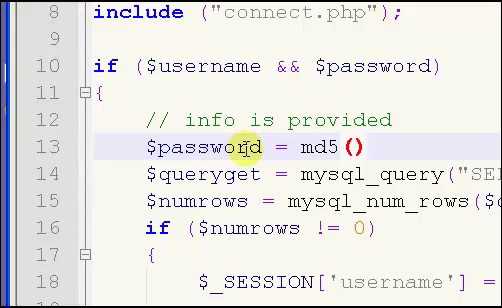 8 include ("connect.php");
9
10 if ($username && $password)
11 {
12 // info is provided
13 $password = md5()
14 $queryget = mysql_query("SE
15 $numrows = mysql_num_rows($
16 if ($numrows != 0)
17 {
18 $_SESSION['username'] =